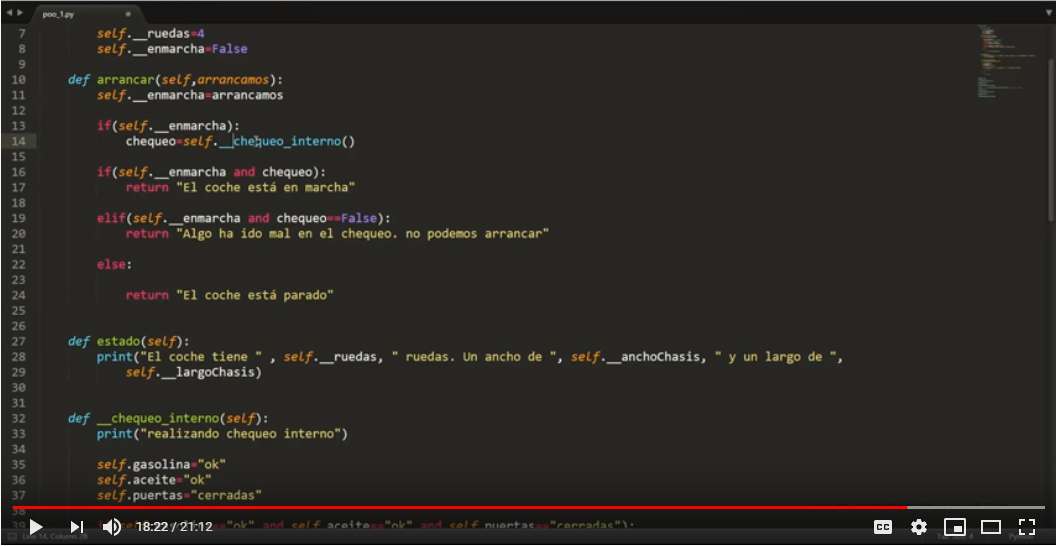 poo_1.py
7 self.__ruedas=4
8 self.__enmarcha=False
9
10 def arrancar(self,arrancamos):
11 self.__enmarcha=arrancamos
12
13 if(self.__enmarcha):
14 chequeo=self.__chequeo_interno()
15
16 if(self.__enmarcha and chequeo):
17 return "El coche está en marcha"
18
19 elif(self.__enmarcha and chequeo==False):
20 return "Algo ha ido mal en el chequeo. no podemos arrancar"
21
22 else:
23
24 return "El coche está parado"
25
26
27 def estado(self):
28 print("El coche tiene " , self.__ruedas, " ruedas. Un ancho de ", self.__anchoChasis, " y un largo de ",
29 self.__largoChasis)
30
31
32 def __chequeo_interno(self):
33 print("realizando chequeo interno")
34
35 self.gasolina="ok"
36 self.aceite="ok"
37 self.puertas="cerradas"
38
39 "ok" and self.aceite=="ok" and self.puertas=="cerradas"):
18:22 / 21:12
CC